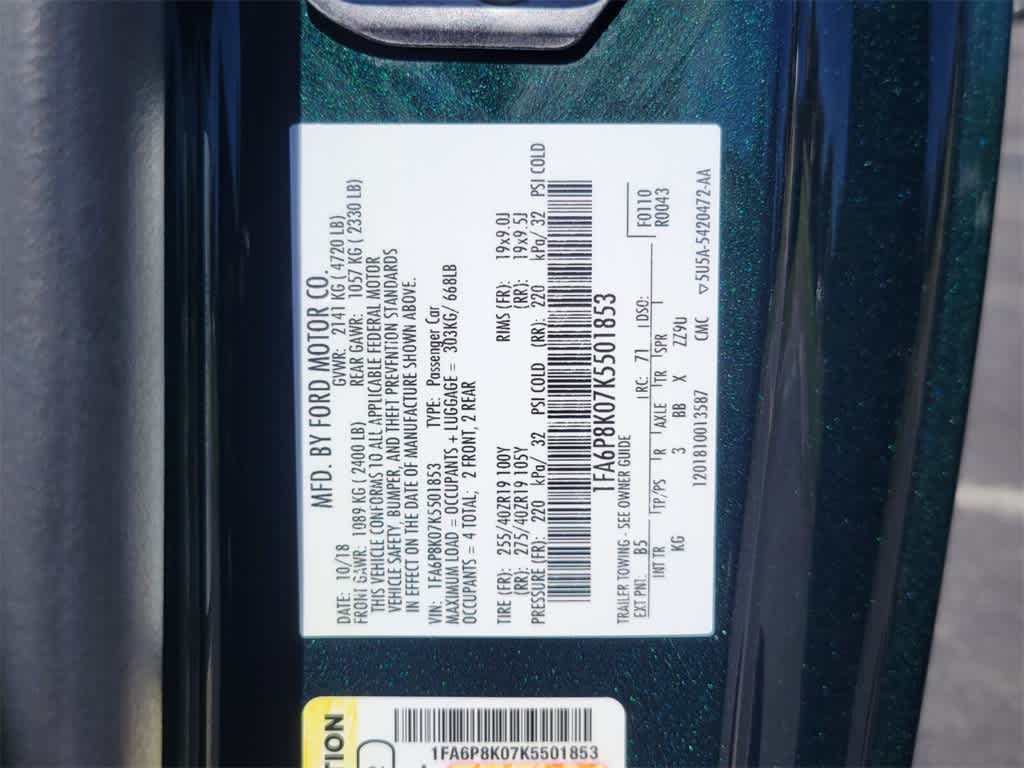 MFD. BY FORD MOTOR CO.
DATE: 10/18 GVWR: 2141 KG (4720 LB)
FRONT GAWR: 1089 KG (2400 LB) REAR GAWR: 1057 KG (2330 LB)
THIS VEHICLE CONFORMS TO ALL APPLICABLE FEDERAL MOTOR
VEHICLE SAFETY, BUMPER, AND THEFT PREVENTION STANDARDS
IN EFFECT ON THE DATE OF MANUFACTURE SHOWN ABOVE.
VIN: 1FA6P8K07K5501853 TYPE: Passenger Car
MAXIMUM LOAD = OCCUPANTS + LUGGAGE = 303KG/ 668LB
OCCUPANTS = 4 TOTAL; 2 FRONT, 2 REAR
TIRE (FR): 255/40ZR19 100Y RIMS (FR): 19x9.0J
(RR): 275/40ZR19 105Y (RR): 19x9.5J
PRESSURE (FR): 220 kPa/ 32 PSI COLD (RR): 220 kPa/ 32 PSI COLD
1FA6P8K07K5501853
F0110
R0043
TRAILER TOWING - SEE OWNER GUIDE
EXT PNT: B5 RC: 71 DSO:
INT TR TP/PS R AXLE TR SPR
KG 3 BB X ZZ9U
1201810013587 CMC ▽5U5A-5420472-AA
1FA6P8K07K5501853